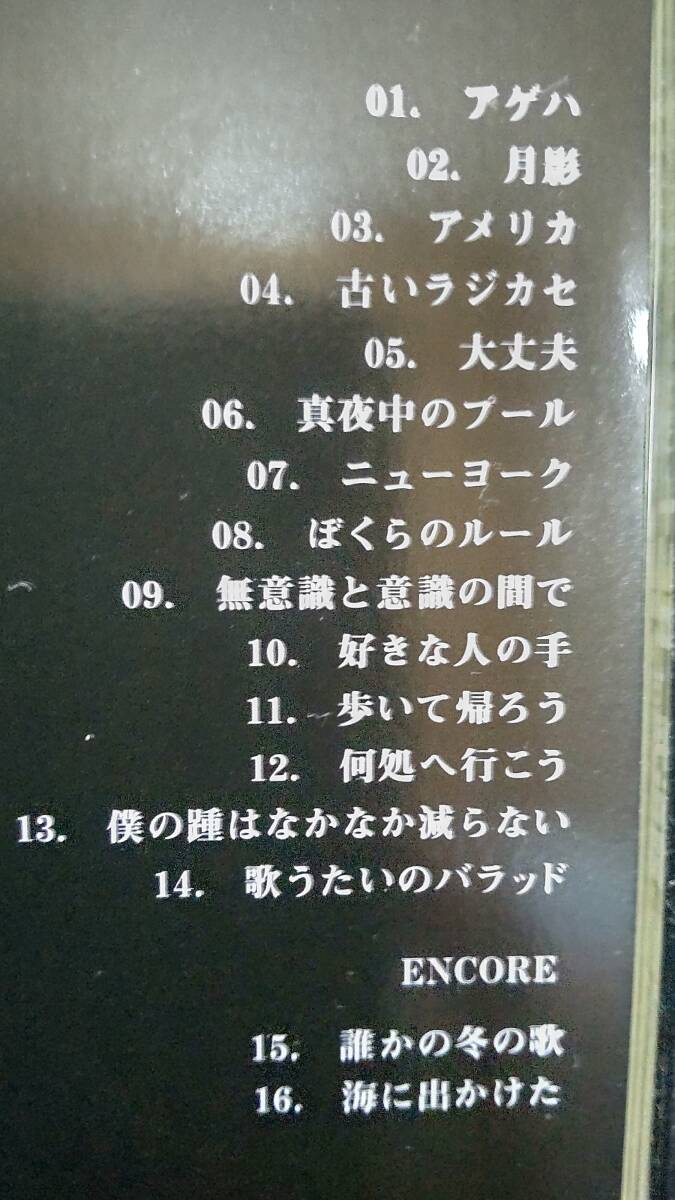 01. アゲハ
02. 月影
03. アメリカ
04. 古いラジカセ
05. 大丈夫
06. 真夜中のプール
07. ニューヨーク
08. ぼくらのルール
09. 無意識と意識の間で
10. 好きな人の手
11. 歩いて帰ろう
12. 何処へ行こう
13. 僕の踵はなかなか減らない
14. 歌うたいのバラッド
ENCORE
15. 誰かの冬の歌
16. 海に出かけた